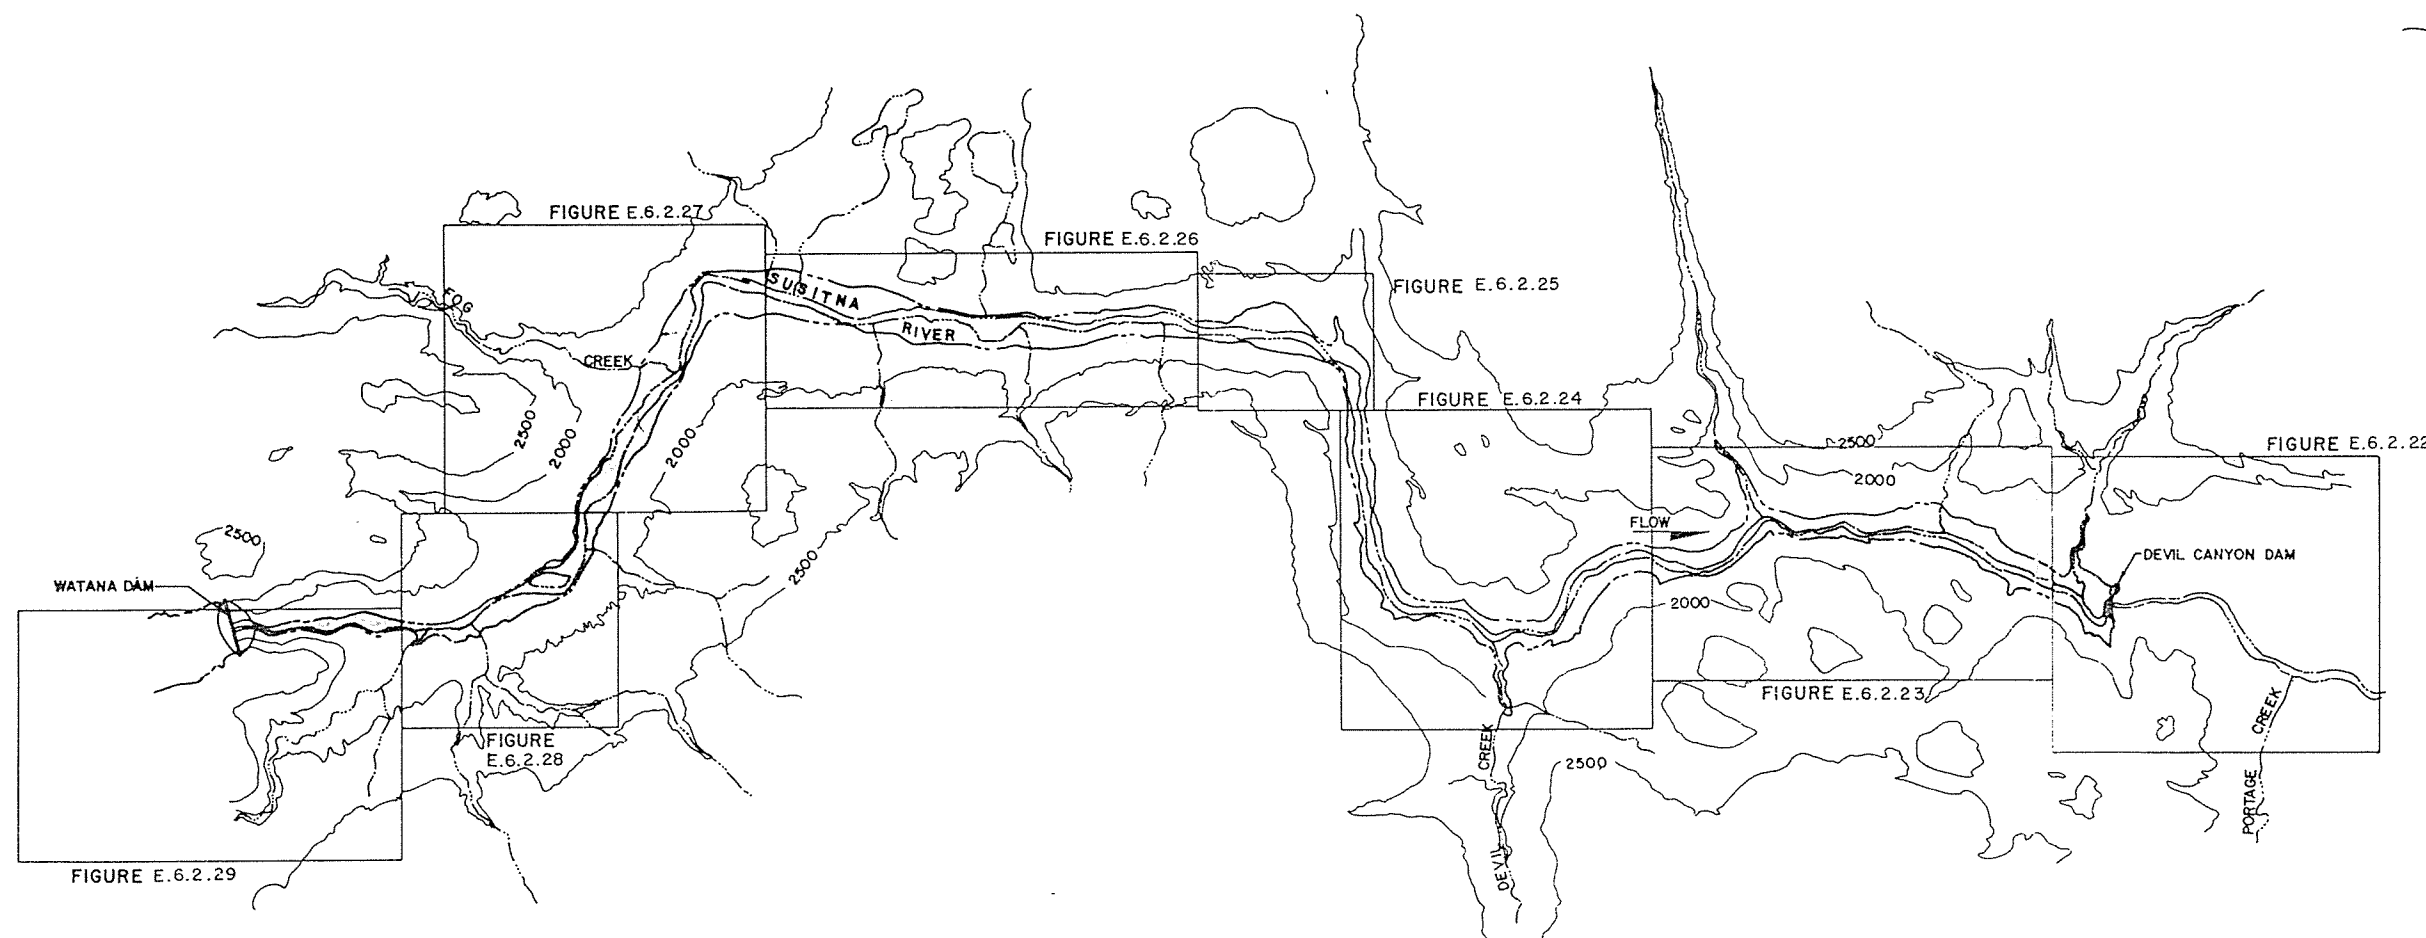 FIGURE E.6.2.27
FIGURE E.6.2.26
FIGURE E.6.2.25
FOG
CREEK
SUSITNA
RIVER
FIGURE E.6.2.24
FIGURE E.6.2.22
2500
2000
2000
2500
2000
FLOW
2500
2500
WATANA DAM
DEVIL CANYON DAM
2000
FIGURE E.6.2.23
FIGURE
E.6.2.28
DEVIL CREEK
2500
PORTAGE CREEK
FIGURE E.6.2.29